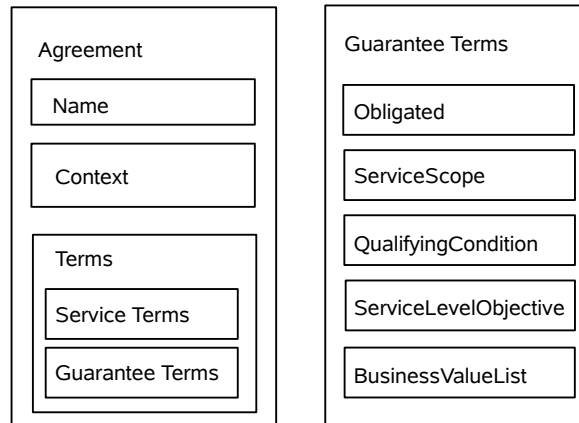 Agreement
Name
Context
Terms
Service Terms
Guarantee Terms
Guarantee Terms
Obligated
ServiceScope
QualifyingCondition
ServiceLevelObjective
BusinessValueList